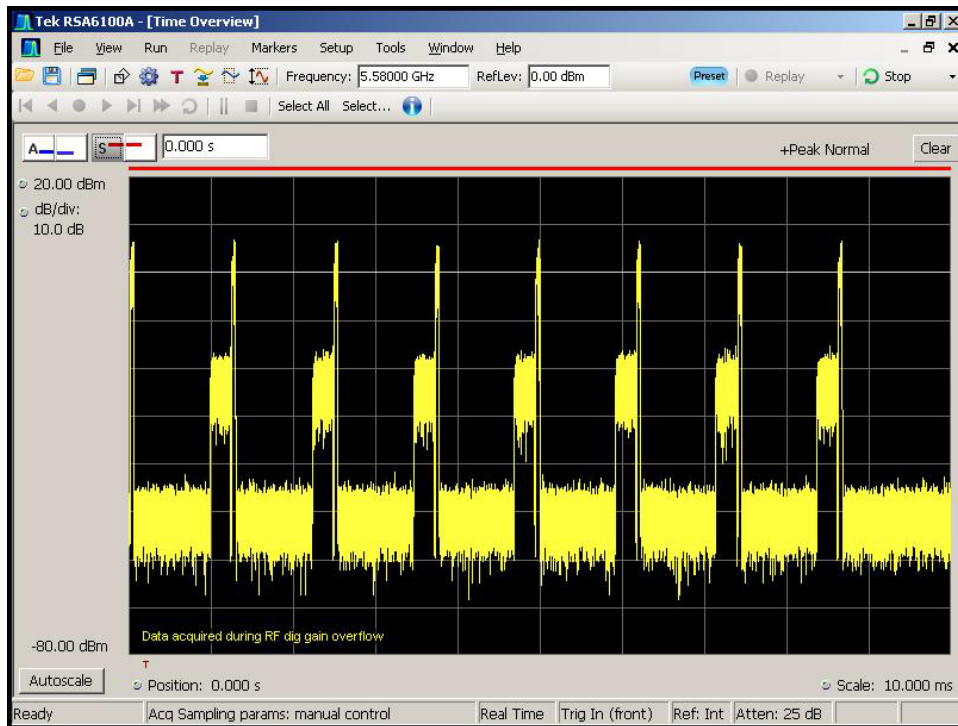 Tek RSA6100A - [Time Overview]
File View Run Replay Markers Setup Tools Window Help
T Frequency: 5.58000 GHz RefLev: 0.00 dBm Preset Replay Stop
Select All Select...
A S 0.000 s +Peak Normal Clear
20.00 dBm
dB/div:
10.0 dB
-80.00 dBm
Data acquired during RF dig gain overflow
T
Autoscale Position: 0.000 s Scale: 10.000 ms
Ready Acq Sampling params: manual control Real Time Trig In (front) Ref: Int Atten: 25 dB